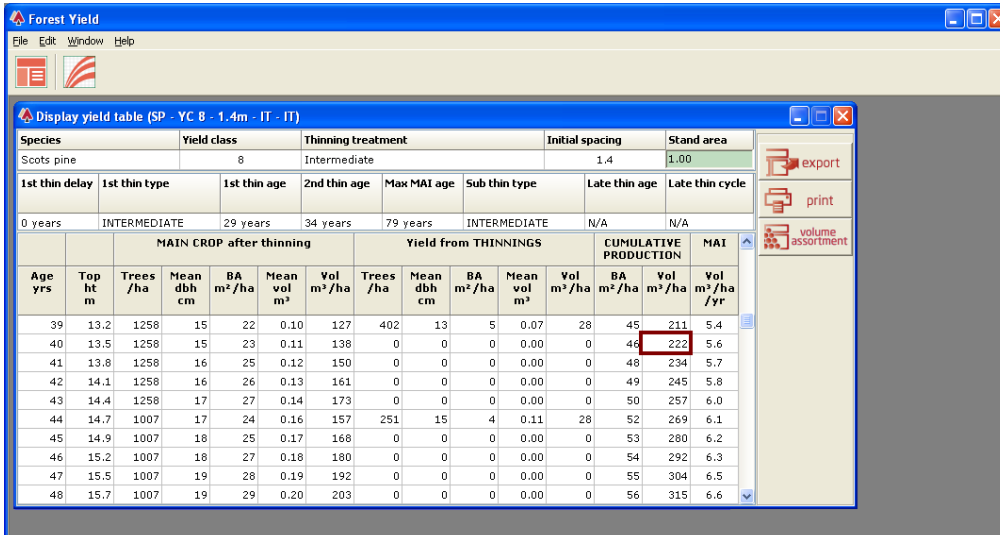 Forest Yield
File Edit Window Help
Display yield table (SP - YC 8 - 1.4m - IT - IT)
Species Yield class Thinning treatment Initial spacing Stand area
Scots pine 8 Intermediate 1.4 1.00
1st thin delay 1st thin type 1st thin age 2nd thin age Max MAI age Sub thin type Late thin age Late thin cycle
0 years INTERMEDIATE 29 years 34 years 79 years INTERMEDIATE N/A N/A
export
print
volume assortment
MAIN CROP after thinning Yield from THINNINGS CUMULATIVE PRODUCTION MAI
Age yrs Top ht m Trees /ha Mean dbh cm BA m²/ha Mean vol m³ Vol m³/ha Trees /ha Mean dbh cm BA m²/ha Mean vol m³ Vol m³/ha BA m²/ha Vol m³/ha Vol m³/ha /yr
39 13.2 1258 15 22 0.10 127 402 13 5 0.07 28 45 211 5.4
40 13.5 1258 15 23 0.11 138 0 0 0 0.00 0 46 222 5.6
41 13.8 1258 16 25 0.12 150 0 0 0 0.00 0 48 234 5.7
42 14.1 1258 16 26 0.13 161 0 0 0 0.00 0 49 245 5.8
43 14.4 1258 17 27 0.14 173 0 0 0 0.00 0 50 257 6.0
44 14.7 1007 17 24 0.16 157 251 15 4 0.11 28 52 269 6.1
45 14.9 1007 18 25 0.17 168 0 0 0 0.00 0 53 280 6.2
46 15.2 1007 18 27 0.18 180 0 0 0 0.00 0 54 292 6.3
47 15.5 1007 19 28 0.19 192 0 0 0 0.00 0 55 304 6.5
48 15.7 1007 19 29 0.20 203 0 0 0 0.00 0 56 315 6.6